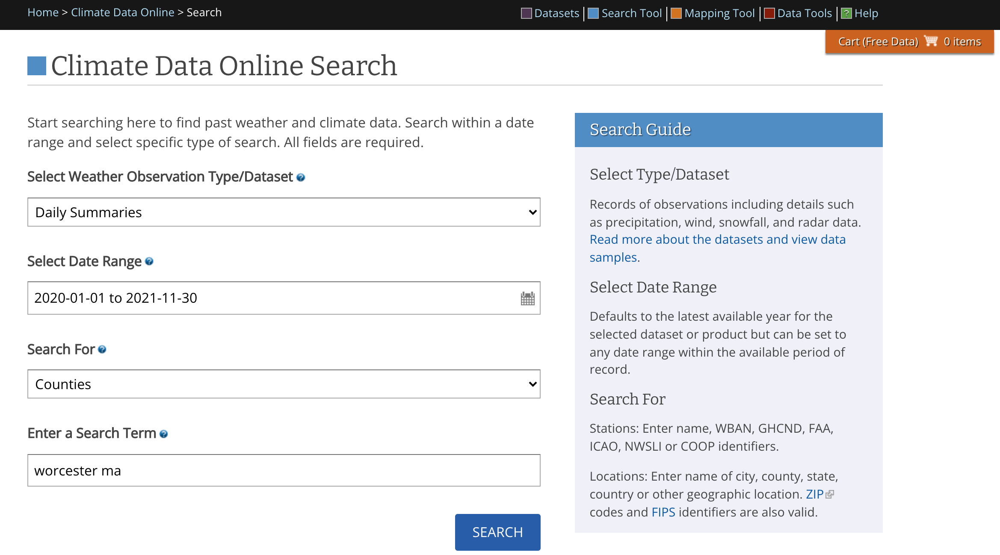 Home > Climate Data Online > Search
Datasets | Search Tool | Mapping Tool | Data Tools | ? Help
Cart (Free Data) 0 items
Climate Data Online Search
Start searching here to find past weather and climate data. Search within a date
range and select specific type of search. All fields are required.
Select Weather Observation Type/Dataset ?
Daily Summaries
Select Date Range ?
2020-01-01 to 2021-11-30
Search For ?
Counties
Enter a Search Term ?
worcester ma
SEARCH
Search Guide
Select Type/Dataset
Records of observations including details such
as precipitation, wind, snowfall, and radar data.
Read more about the datasets and view data
samples.
Select Date Range
Defaults to the latest available year for the
selected dataset or product but can be set to
any date range within the available period of
record.
Search For
Stations: Enter name, WBAN, GHCND, FAA,
ICAO, NWSLI or COOP identifiers.
Locations: Enter name of city, county, state,
country or other geographic location. ZIP
codes and FIPS identifiers are also valid.